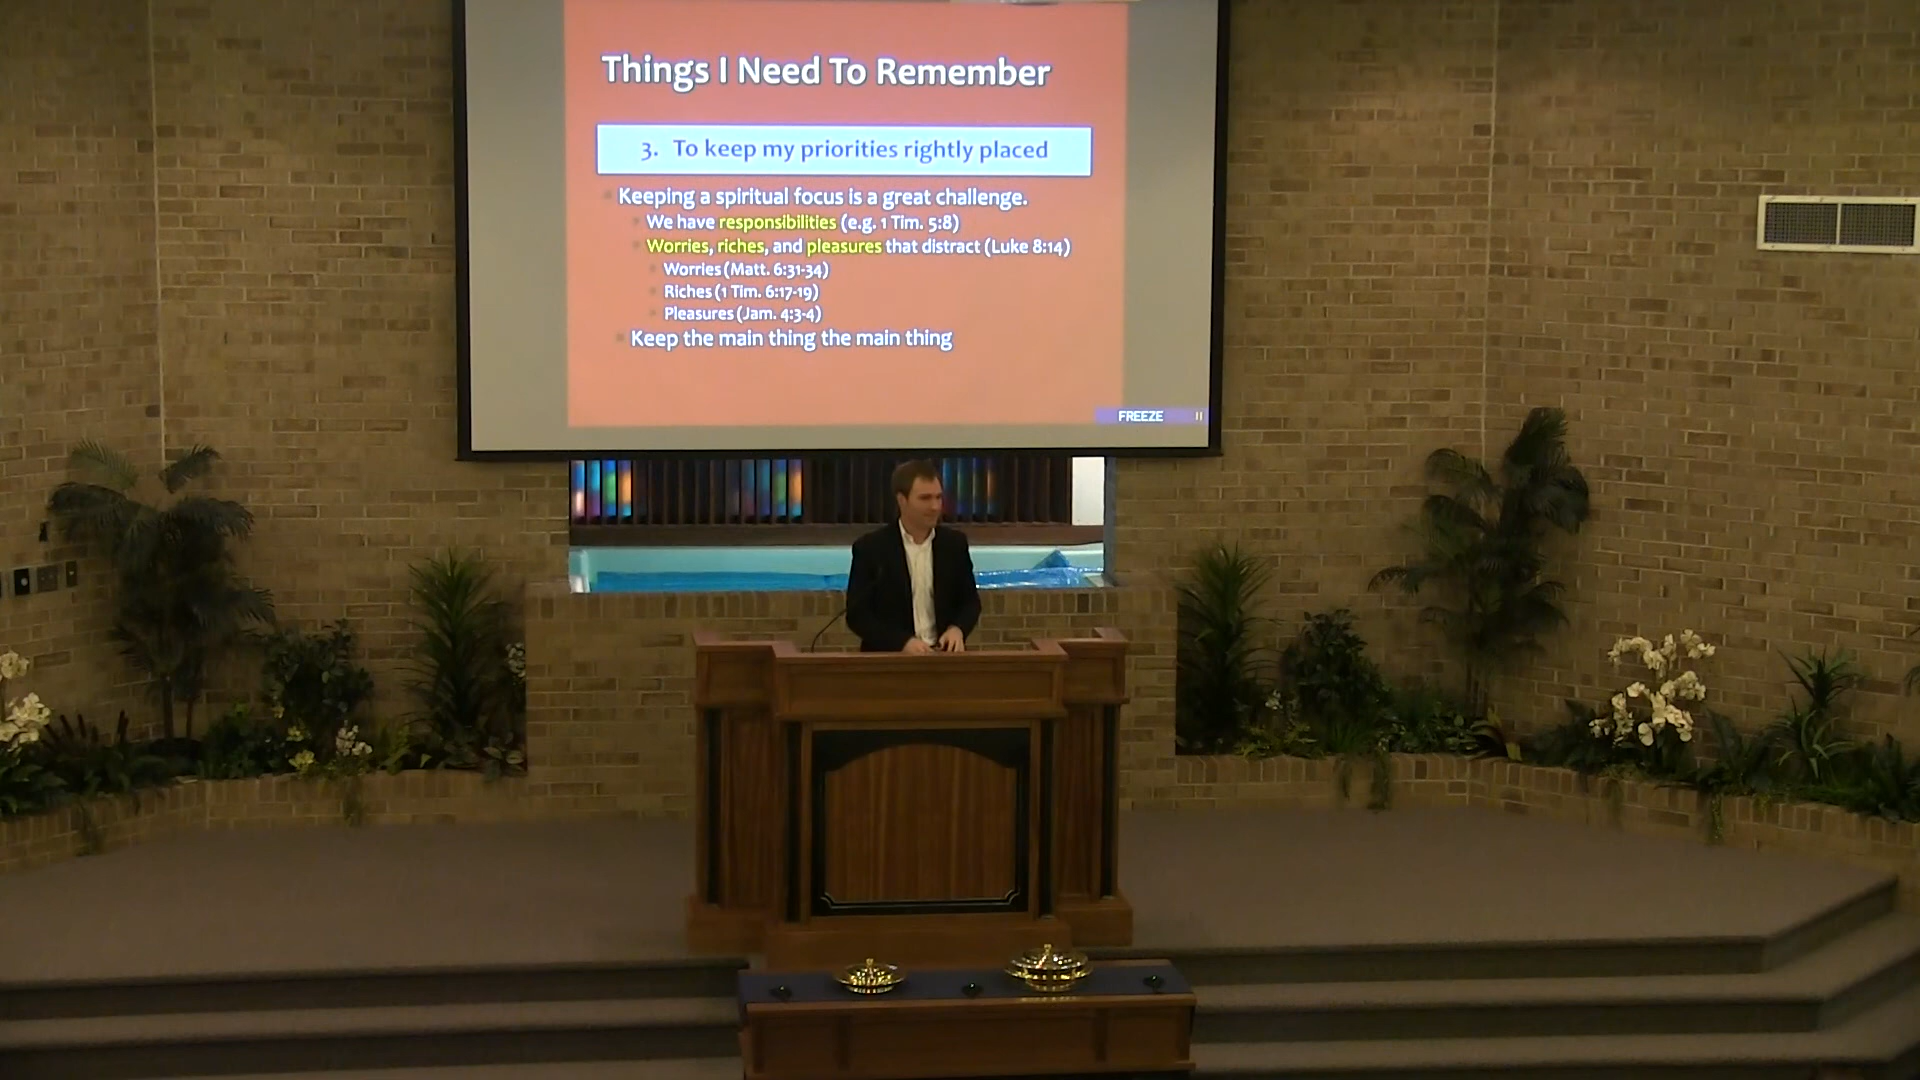 Things I Need To Remember
3. To keep my priorities rightly placed
Keeping a spiritual focus is a great challenge.
We have responsibilities (e.g. 1 Tim. 5:8)
Worries, riches, and pleasures that distract (Luke 8:14)
Worries (Matt. 6:31-34)
Riches (1 Tim. 6:17-19)
Pleasures (Jam. 4:3-4)
Keep the main thing the main thing
FREEZE